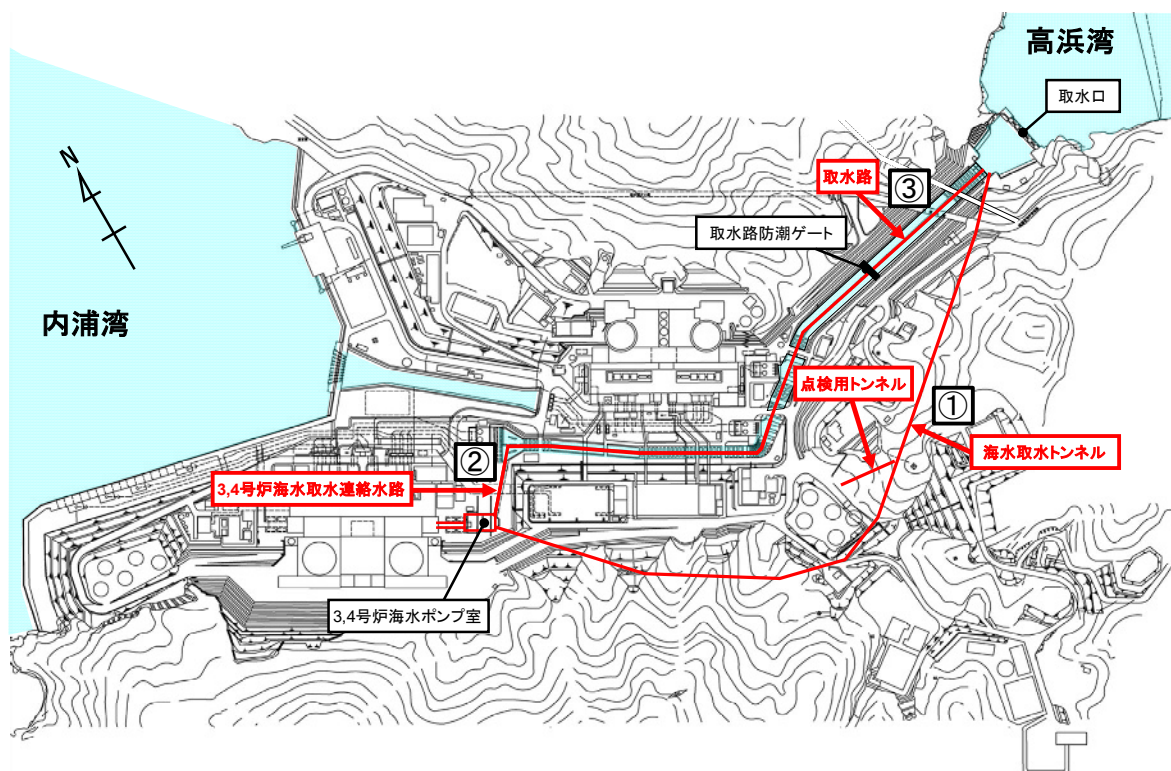 高浜湾
取水口
N
取水路
③
取水路防潮ゲート
内浦湾
点検用トンネル
①
海水取水トンネル
②
3,4号炉海水取水連絡水路
3,4号炉海水ポンプ室